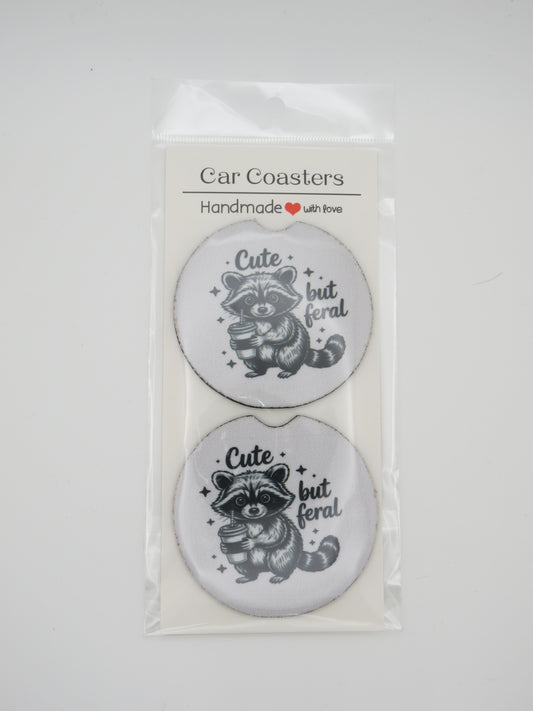 Car Coasters
Handmade with love
Cute
but
feral
Cute
but
feral